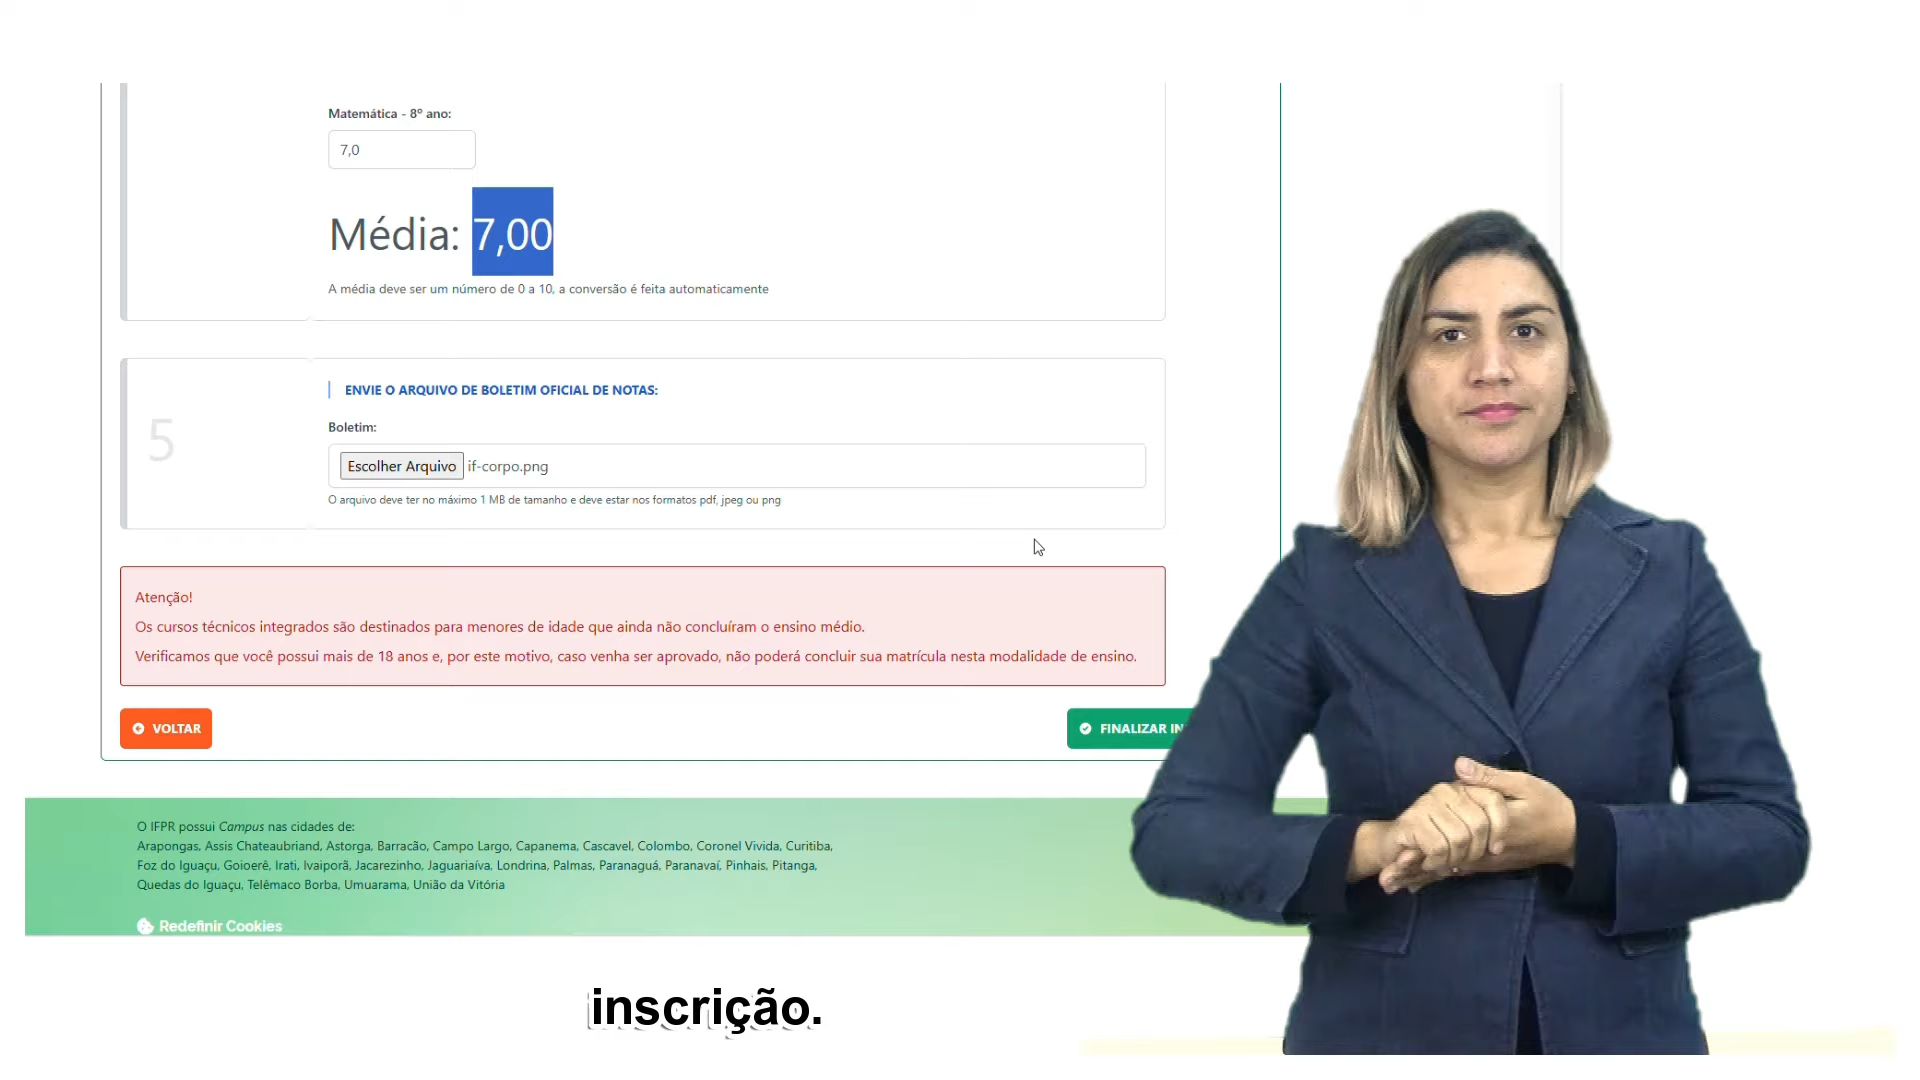 Matemática - 8º ano:
7,0
Média: 7,00
A média deve ser um número de 0 a 10, a conversão é feita automaticamente
5
ENVIE O ARQUIVO DE BOLETIM OFICIAL DE NOTAS:
Boletim:
Escolher Arquivo if-corpo.png
O arquivo deve ter no máximo 1 MB de tamanho e deve estar nos formatos pdf, jpeg ou png
Atenção!
Os cursos técnicos integrados são destinados para menores de idade que ainda não concluíram o ensino médio.
Verificamos que você possui mais de 18 anos e, por este motivo, caso venha ser aprovado, não poderá concluir sua matrícula nesta modalidade de ensino.
VOLTAR
FINALIZAR IN
O IFPR possui Campus nas cidades de:
Arapongas, Assis Chateaubriand, Astorga, Barracão, Campo Largo, Capanema, Cascavel, Colombo, Coronel Vivida, Curitiba,
Foz do Iguaçu, Goioerê, Irati, Ivaiporã, Jacarezinho, Jaguariaíva, Londrina, Palmas, Paranaguá, Paranavaí, Pinhais, Pitanga,
Quedas do Iguaçu, Telêmaco Borba, Umuarama, União da Vitória
Redefinir Cookies
inscrição.